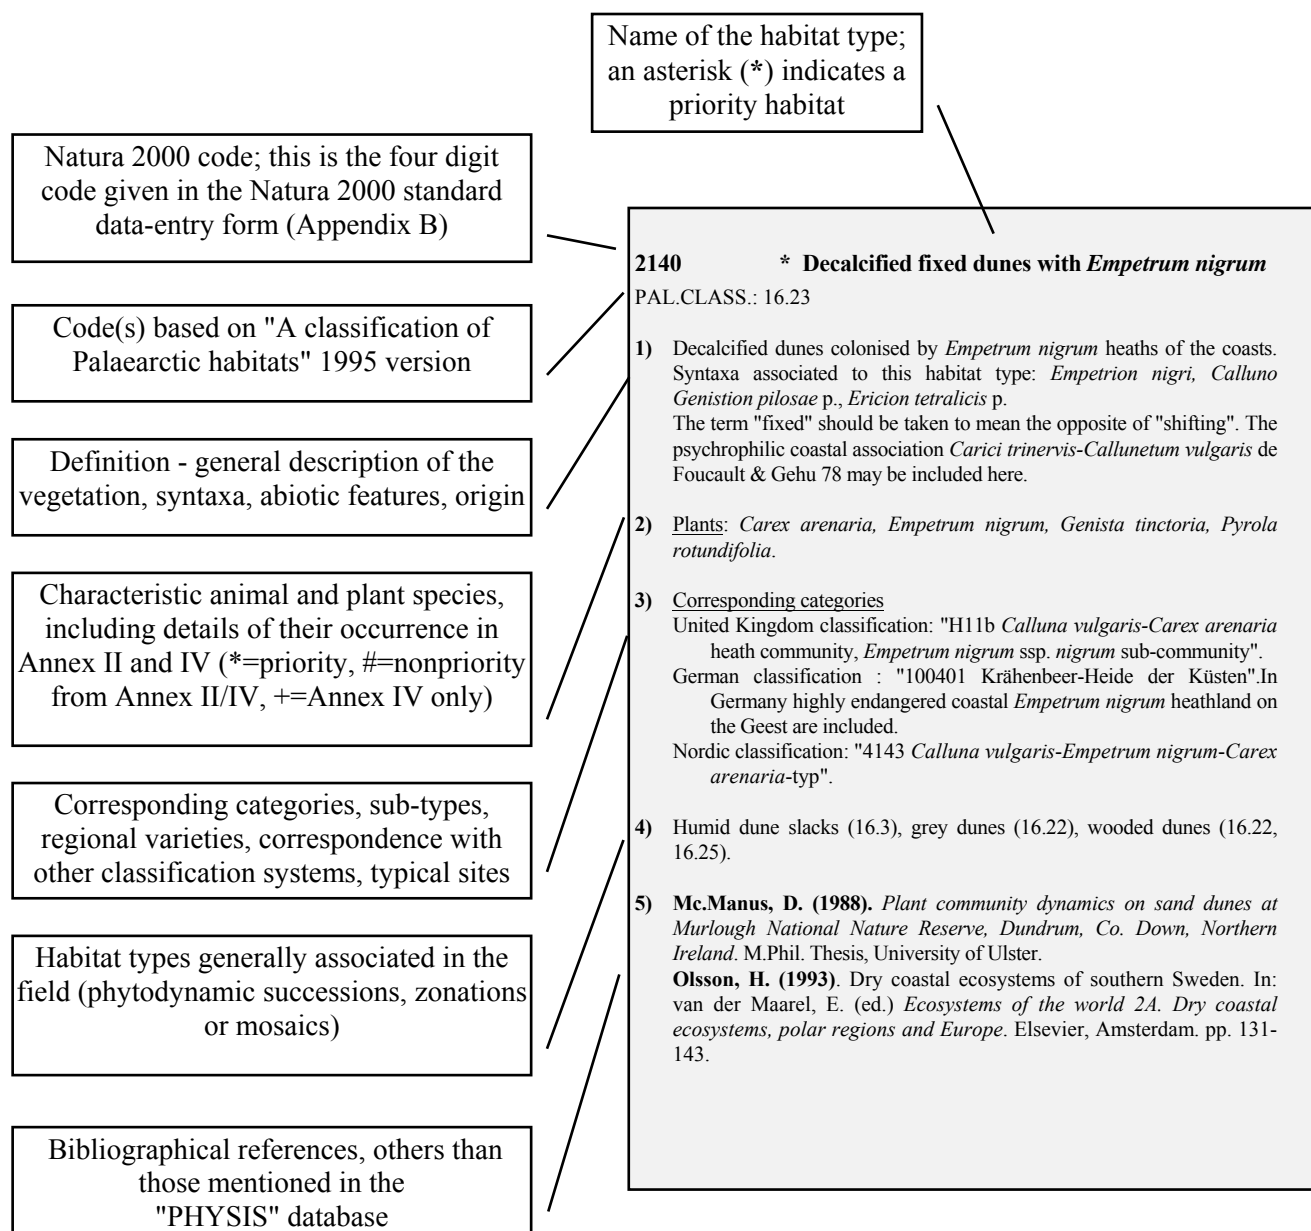 Name of the habitat type;
an asterisk (*) indicates a
priority habitat
Natura 2000 code; this is the four digit
code given in the Natura 2000 standard
data-entry form (Appendix B)
Code(s) based on "A classification of
Palaearctic habitats" 1995 version
Definition - general description of the
vegetation, syntaxa, abiotic features, origin
Characteristic animal and plant species,
including details of their occurrence in
Annex II and IV (*=priority, #=nonpriority
from Annex II/IV, +=Annex IV only)
Corresponding categories, sub-types,
regional varieties, correspondence with
other classification systems, typical sites
Habitat types generally associated in the
field (phytodynamic successions, zonations
or mosaics)
Bibliographical references, others than
those mentioned in the
"PHYSIS" database
2140 * Decalcified fixed dunes with Empetrum nigrum
PAL.CLASS.: 16.23
1) Decalcified dunes colonised by Empetrum nigrum heaths of the coasts.
Syntaxa associated to this habitat type: Empetrion nigri, Calluno
Genistion pilosae p., Ericion tetralicis p.
The term "fixed" should be taken to mean the opposite of "shifting". The
psychrophilic coastal association Carici trinervis-Callunetum vulgaris de
Foucault & Gehu 78 may be included here.
2) Plants: Carex arenaria, Empetrum nigrum, Genista tinctoria, Pyrola
rotundifolia.
3) Corresponding categories
United Kingdom classification: "H11b Calluna vulgaris-Carex arenaria
heath community, Empetrum nigrum ssp. nigrum sub-community".
German classification : "100401 Krähenbeer-Heide der Küsten".In
Germany highly endangered coastal Empetrum nigrum heathland on
the Geest are included.
Nordic classification: "4143 Calluna vulgaris-Empetrum nigrum-Carex
arenaria-typ".
4) Humid dune slacks (16.3), grey dunes (16.22), wooded dunes (16.22,
16.25).
5) Mc.Manus, D. (1988). Plant community dynamics on sand dunes at
Murlough National Nature Reserve, Dundrum, Co. Down, Northern
Ireland. M.Phil. Thesis, University of Ulster.
Olsson, H. (1993). Dry coastal ecosystems of southern Sweden. In:
van der Maarel, E. (ed.) Ecosystems of the world 2A. Dry coastal
ecosystems, polar regions and Europe. Elsevier, Amsterdam. pp. 131-
143.